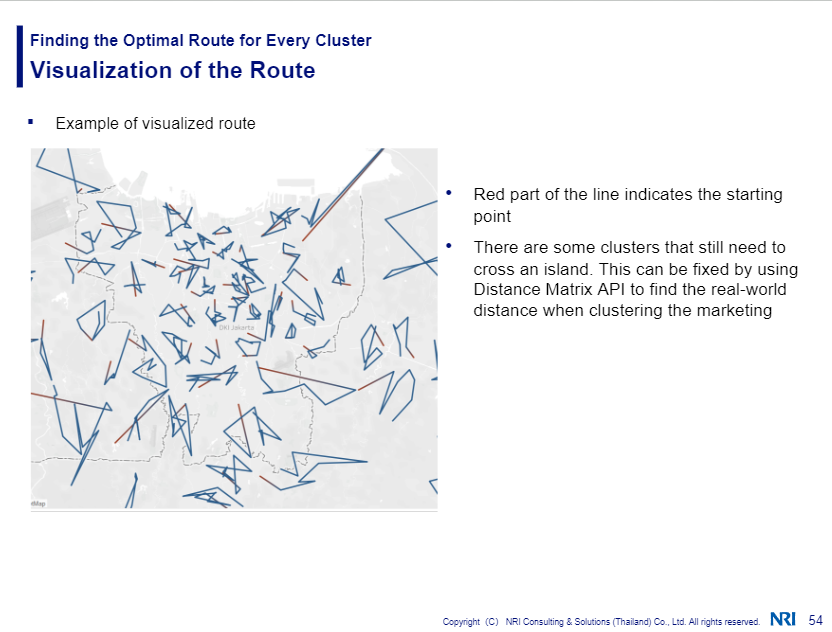 Finding the Optimal Route for Every Cluster
Visualization of the Route
▪ Example of visualized route
• Red part of the line indicates the starting
point
• There are some clusters that still need to
cross an island. This can be fixed by using
Distance Matrix API to find the real-world
distance when clustering the marketing
DKI Jakarta
Copyright（C） NRI Consulting & Solutions (Thailand) Co., Ltd. All rights reserved. NRI 54